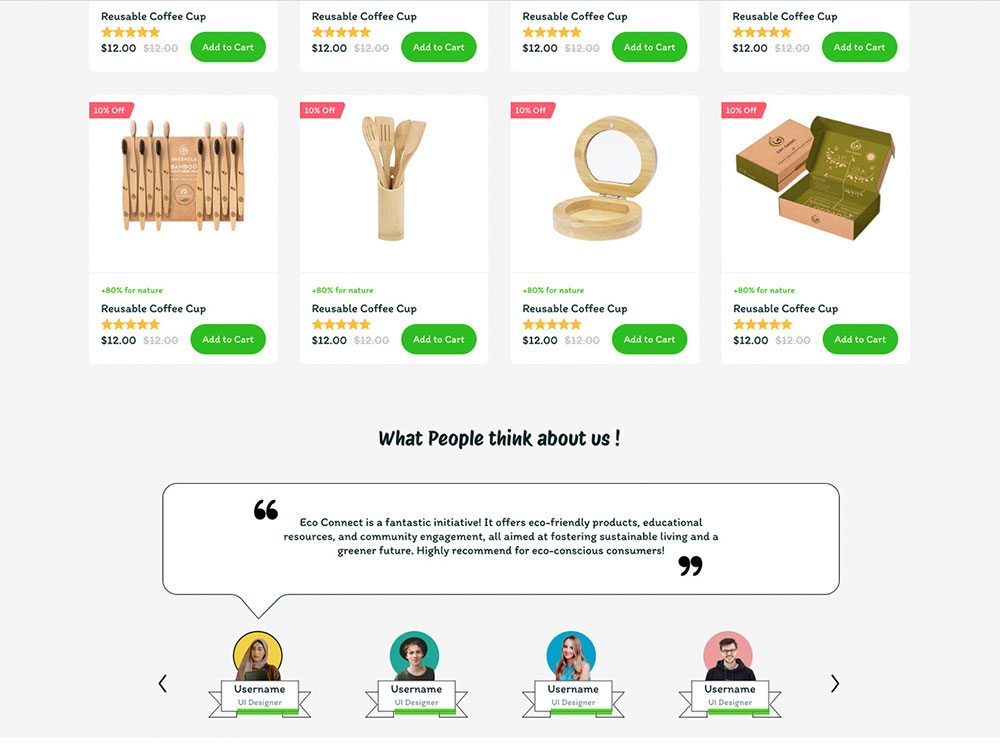 Reusable Coffee Cup Reusable Coffee Cup Reusable Coffee Cup Reusable Coffee Cup
$12.00 $12.00 Add to Cart $12.00 $12.00 Add to Cart $12.00 $12.00 Add to Cart $12.00 $12.00 Add to Cart
10% Off 10% Off 10% Off 10% Off
BAMBOO
12
+80% for nature +80% for nature +80% for nature +80% for nature
Reusable Coffee Cup Reusable Coffee Cup Reusable Coffee Cup Reusable Coffee Cup
$12.00 $12.00 Add to Cart $12.00 $12.00 Add to Cart $12.00 $12.00 Add to Cart $12.00 $12.00 Add to Cart
What People think about us !
“
Eco Connect is a fantastic initiative! It offers eco-friendly products, educational
resources, and community engagement, all aimed at fostering sustainable living and a
greener future. Highly recommend for eco-conscious consumers!
”
Username Username Username Username
UI Designer UI Designer UI Designer UI Designer